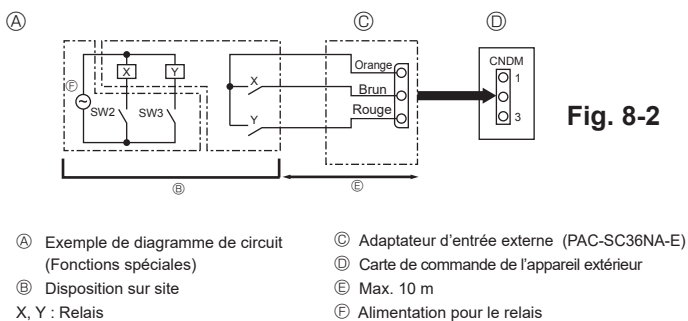 Ⓐ Ⓒ Ⓓ
Orange
Brun
Rouge
X Y
Ⓕ
SW2 SW3
X
Y
CNDM
1
3
Fig. 8-2
Ⓑ Ⓔ
Ⓐ Exemple de diagramme de circuit
(Fonctions spéciales)
Ⓑ Disposition sur site
X, Y : Relais
Ⓒ Adaptateur d'entrée externe (PAC-SC36NA-E)
Ⓓ Carte de commande de l'appareil extérieur
Ⓔ Max. 10 m
Ⓕ Alimentation pour le relais